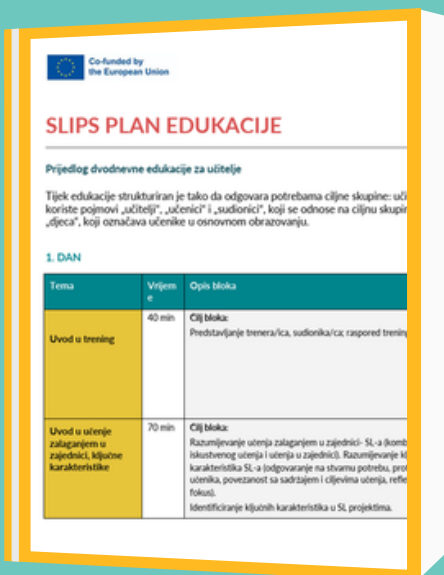 Co-funded by
the European Union
SLIPS PLAN EDUKACIJE
Prijedlog dvodnevne edukacije za učitelje
Tijek edukacije strukturiran je tako da odgovara potrebama ciljne skupine: uči
koriste pojmovi „učitelji“, „učenici“ i „sudionici“, koji se odnose na ciljnu skupin
„djeca“, koji označava učenike u osnovnom obrazovanju.
1. DAN
Tema
Vrijem
e
Opis bloka
Uvod u trening
40 min
Cilj bloka:
Predstavljanje trenera/ica, sudionika/ca; raspored trening
Uvod u učenje
zalaganjem u
zajednici, ključne
karakteristike
70 min
Cilj bloka:
Razumijevanje učenja zalaganjem u zajednici- SL-a (komb
iskustvenog učenja i učenja u zajednici). Razumijevanje kl
karakteristika SL-a (odgovaranje na stvarnu potrebu, prot
učenika, povezanost sa sadržajem i ciljevima učenja, refle
fokus).
Identificiranje ključnih karakteristika u SL projektima.